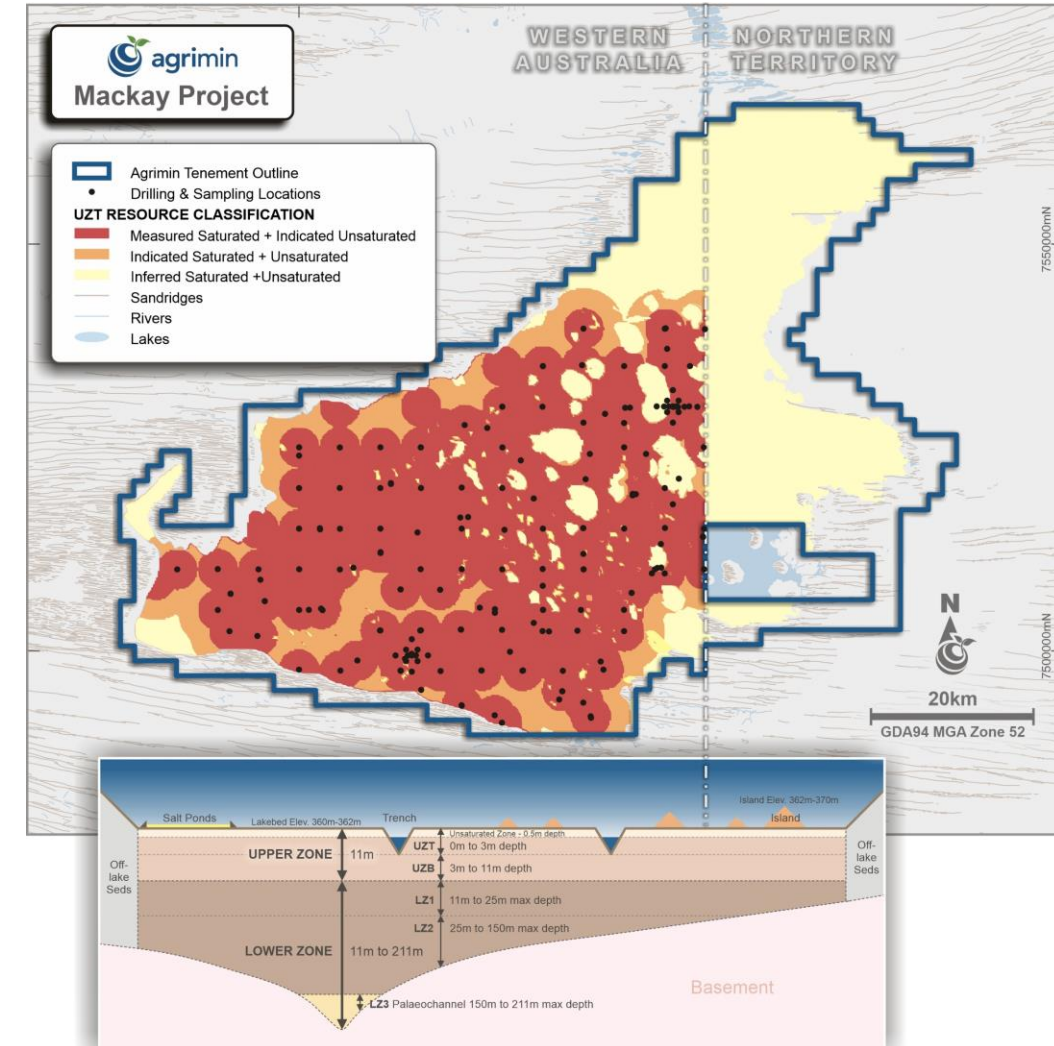 WESTERN AUSTRALIA
NORTHERN TERRITORY
agrimin
Mackay Project
Agrimin Tenement Outline
Drilling & Sampling Locations
UZT RESOURCE CLASSIFICATION
Measured Saturated + Indicated Unsaturated
Indicated Saturated + Unsaturated
Inferred Saturated +Unsaturated
Sandridges
Rivers
Lakes
7550000mN
7500000mN
N
20km
GDA94 MGA Zone 52
Salt Ponds
Lakebed Elev. 360m-362m
Trench
Island Elev. 362m-370m
Island
Unsaturated Zone - 0.5m depth
UPPER ZONE 11m
UZT 0m to 3m depth
UZB 3m to 11m depth
Off-
lake
Seds
Off-
lake
Seds
LZ1 11m to 25m max depth
LZ2 25m to 150m max depth
LOWER ZONE 11m to 211m
LZ3 Palaeochannel 150m to 211m max depth
Basement